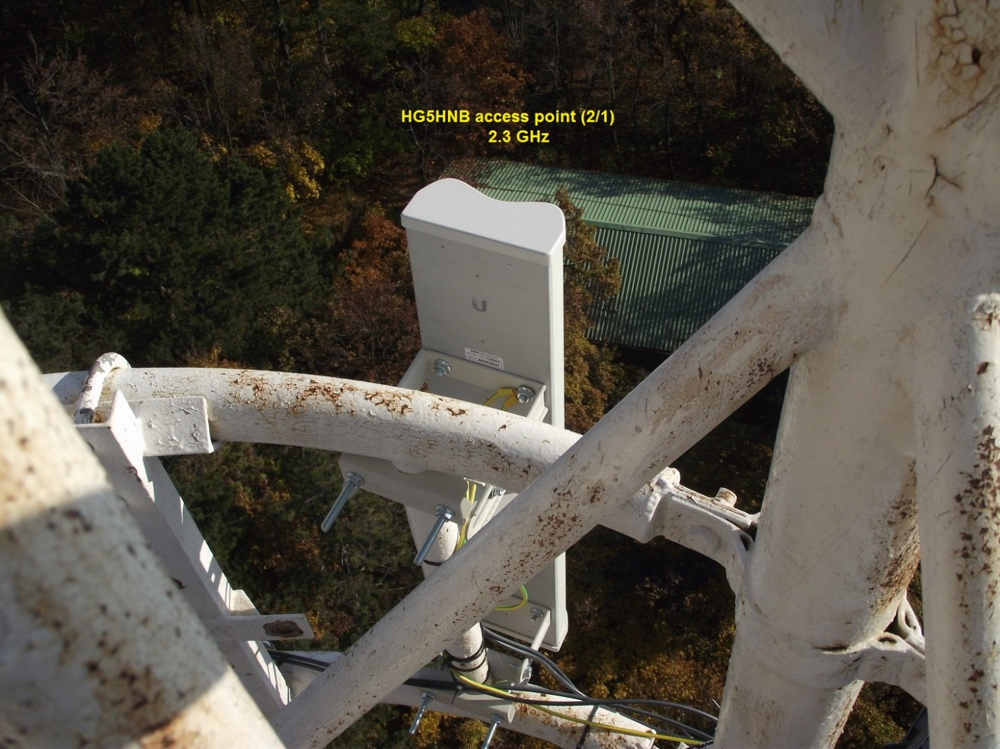 HG5HNB access point (2/1)
2.3 GHz